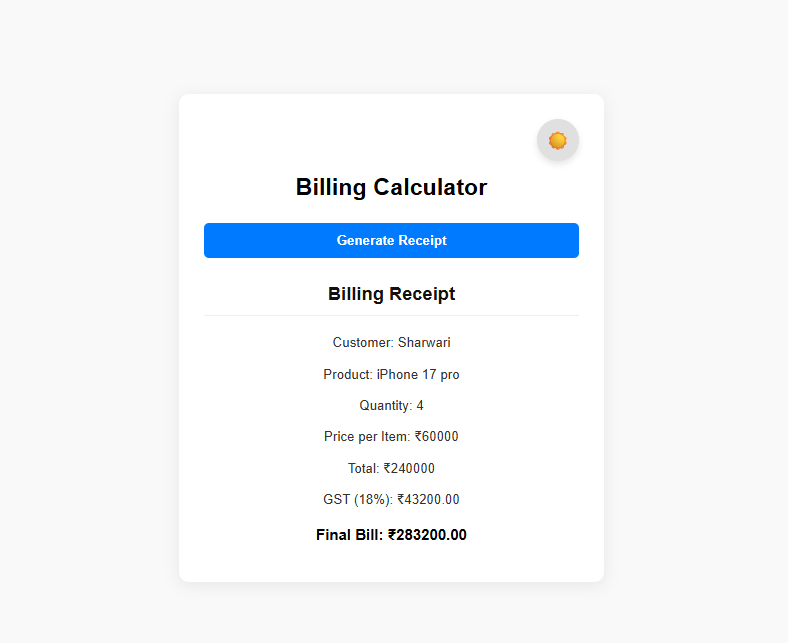 Billing Calculator
Generate Receipt
Billing Receipt
Customer: Sharwari
Product: iPhone 17 pro
Quantity: 4
Price per Item: ₹60000
Total: ₹240000
GST (18%): ₹43200.00
Final Bill: ₹283200.00